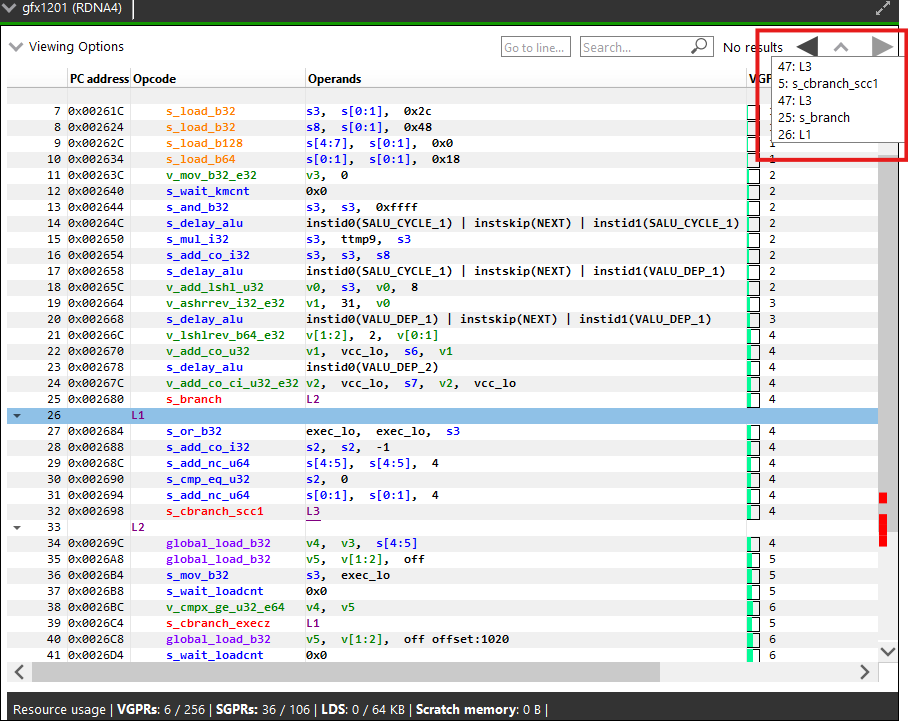 gfx1201 (RDNA4)
Viewing Options Go to line... Search... No results
47: L3
5: s_cbranch_scc1
47: L3
25: s_branch
26: L1
PC address Opcode Operands VGP
7 0x00261C s_load_b32 s3, s[0:1], 0x2c
8 0x002624 s_load_b32 s8, s[0:1], 0x48
9 0x00262C s_load_b128 s[4:7], s[0:1], 0x0 1
10 0x002634 s_load_b64 s[0:1], s[0:1], 0x18 1
11 0x00263C v_mov_b32_e32 v3, 0 2
12 0x002640 s_wait_kmcnt 0x0 2
13 0x002644 s_and_b32 s3, s3, 0xffff 2
14 0x00264C s_delay_alu instid0(SALU_CYCLE_1) | instskip(NEXT) | instid1(SALU_CYCLE_1) 2
15 0x002650 s_mul_i32 s3, ttmp9, s3 2
16 0x002654 s_add_co_i32 s3, s3, s8 2
17 0x002658 s_delay_alu instid0(SALU_CYCLE_1) | instskip(NEXT) | instid1(VALU_DEP_1) 2
18 0x00265C v_add_lshl_u32 v0, s3, v0, 8 2
19 0x002664 v_ashrrev_i32_e32 v1, 31, v0 3
20 0x002668 s_delay_alu instid0(VALU_DEP_1) | instskip(NEXT) | instid1(VALU_DEP_1) 3
21 0x00266C v_lshlrev_b64_e32 v[1:2], 2, v[0:1] 4
22 0x002670 v_add_co_u32 v1, vcc_lo, s6, v1 4
23 0x002678 s_delay_alu instid0(VALU_DEP_2) 4
24 0x00267C v_add_co_ci_u32_e32 v2, vcc_lo, s7, v2, vcc_lo 4
25 0x002680 s_branch L2 4
26 L1
27 0x002684 s_or_b32 exec_lo, exec_lo, s3 4
28 0x002688 s_add_co_i32 s2, s2, -1 4
29 0x00268C s_add_nc_u64 s[4:5], s[4:5], 4 4
30 0x002690 s_cmp_eq_u32 s2, 0 4
31 0x002694 s_add_nc_u64 s[0:1], s[0:1], 4 4
32 0x002698 s_cbranch_scc1 L3 4
33 L2
34 0x00269C global_load_b32 v4, v3, s[4:5] 4
35 0x0026A8 global_load_b32 v5, v[1:2], off 5
36 0x0026B4 s_mov_b32 s3, exec_lo 5
37 0x0026B8 s_wait_loadcnt 0x0 5
38 0x0026BC v_cmpx_ge_u32_e64 v4, v5 6
39 0x0026C4 s_cbranch_execz L1 5
40 0x0026C8 global_load_b32 v5, v[1:2], off offset:1020 6
41 0x0026D4 s_wait_loadcnt 0x0 6
Resource usage | VGPRs: 6 / 256 | SGPRs: 36 / 106 | LDS: 0 / 64 KB | Scratch memory: 0 B |